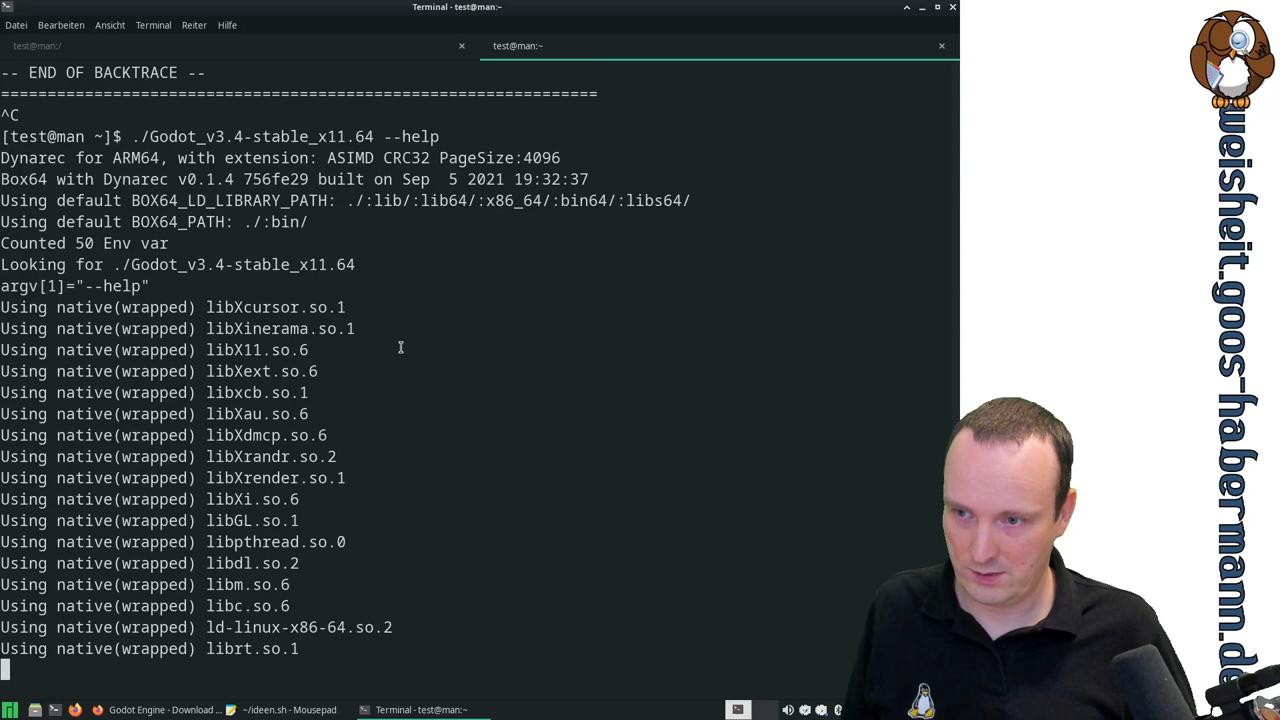 Terminal - test@man:~
Datei Bearbeiten Ansicht Terminal Reiter Hilfe
test@man:/
test@man:~
-- END OF BACKTRACE --
================================================================
^C
[test@man ~]$ ./Godot_v3.4-stable_x11.64 --help
Dynarec for ARM64, with extension: ASIMD CRC32 PageSize:4096
Box64 with Dynarec v0.1.4 756fe29 built on Sep  5 2021 19:32:37
Using default BOX64_LD_LIBRARY_PATH: ./:lib/:lib64/:x86_64/:bin64/:libs64/
Using default BOX64_PATH: ./:bin/
Counted 50 Env var
Looking for ./Godot_v3.4-stable_x11.64
argv[1]="--help"
Using native(wrapped) libXcursor.so.1
Using native(wrapped) libXinerama.so.1
Using native(wrapped) libX11.so.6
Using native(wrapped) libXext.so.6
Using native(wrapped) libxcb.so.1
Using native(wrapped) libXau.so.6
Using native(wrapped) libXdmcp.so.6
Using native(wrapped) libXrandr.so.2
Using native(wrapped) libXrender.so.1
Using native(wrapped) libXi.so.6
Using native(wrapped) libGL.so.1
Using native(wrapped) libpthread.so.0
Using native(wrapped) libdl.so.2
Using native(wrapped) libm.so.6
Using native(wrapped) libc.so.6
Using native(wrapped) ld-linux-x86-64.so.2
Using native(wrapped) librt.so.1
Godot Engine - Download ...
~/ideen.sh - Mousepad
Terminal - test@man:~
weisheit.goos-habermann.de